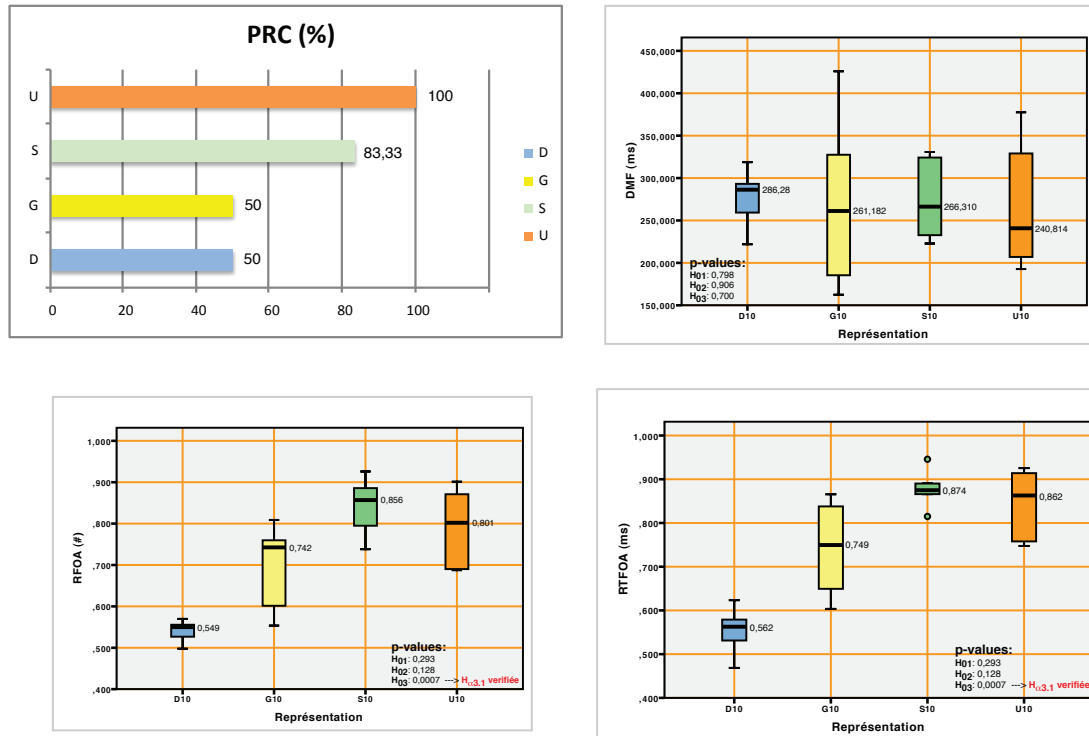 PRC (%)
U
100
S
83,33
G
50
D
50
0 20 40 60 80 100
D
G
S
U
450,000
400,000
350,000
300,000
250,000
200,000
150,000
DMF (ms)
286,28
261,182
266,310
240,814
p-values:
H01: 0,798
H02: 0,906
H03: 0,700
D10 G10 S10 U10
Représentation
1,000
,900
,800
,700
,600
,500
,400
RFOA (#)
0,549
0,742
0,856
0,801
p-values:
H01: 0,293
H02: 0,128
H03: 0,0007 ---> Hα3.1 verifiée
D10 G10 S10 U10
Représentation
1,000
,900
,800
,700
,600
,500
,400
RTFOA (ms)
0,562
0,749
0,874
0,862
p-values:
H01: 0,293
H02: 0,128
H03: 0,0007 ---> Hα3.1 verifiée
D10 G10 S10 U10
Représentation